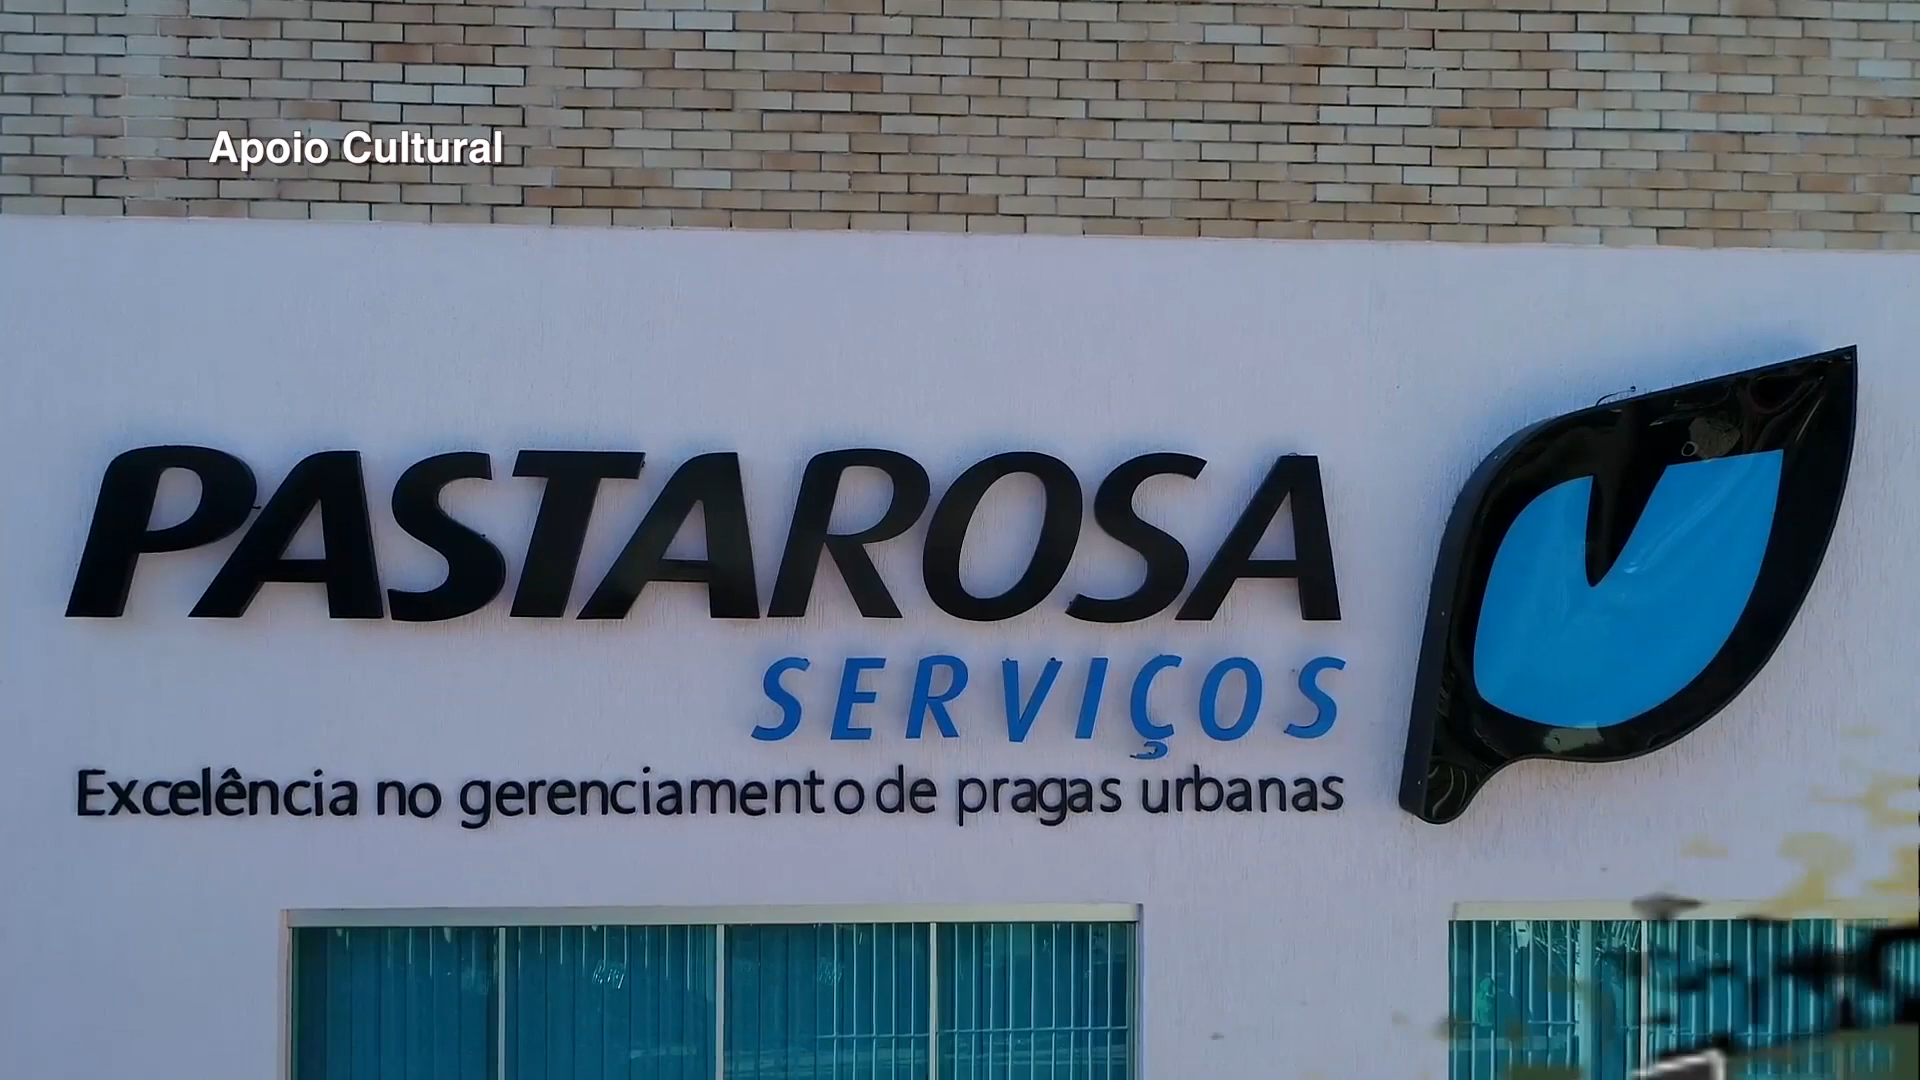 Apoio Cultural
PASTAROSA
SERVIÇOS
Excelência no gerenciamento de pragas urbanas